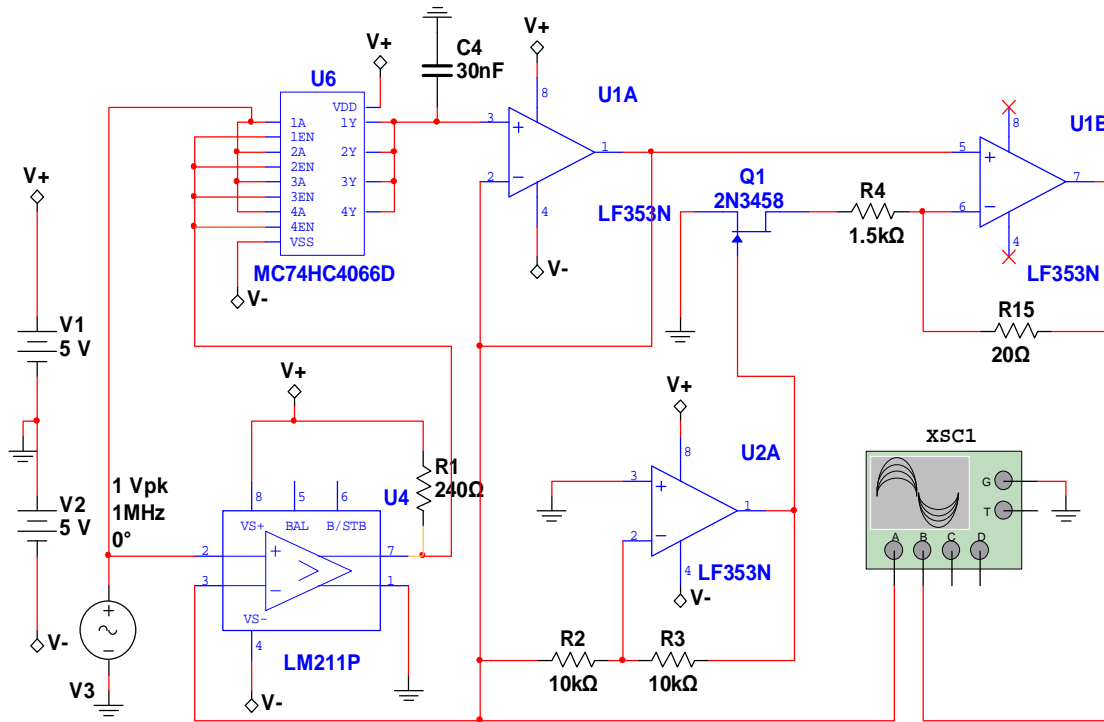 V+
C4
30nF
V+
U6
VDD
1A
1Y
1EN
2A
2Y
2EN
3A
3Y
3EN
4A
4Y
4EN
VSS
MC74HC4066D
V-
V+
U1A
8
3
+
1
2
−
4
LF353N
V-
Q1
2N3458
R4
1.5kΩ
U1B
8
5
+
7
6
−
4
LF353N
R15
20Ω
V+
V1
5 V
V2
5 V
V-
1 Vpk
1MHz
0°
+
−
V3
V+
R1
240Ω
U4
8
5
6
VS+
BAL
B/STB
2
+
7
3
−
1
VS-
4
LM211P
V-
V+
U2A
8
3
+
1
2
−
4
LF353N
V-
R2
10kΩ
R3
10kΩ
XSC1
G
T
A
B
C
D